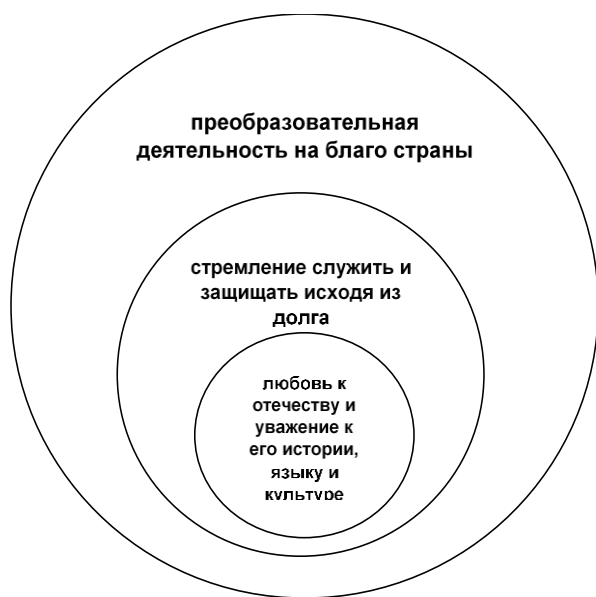 преобразовательная
деятельность на благо страны
стремление служить и
защищать исходя из
долга
любовь к
отечеству и
уважение к
его истории,
языку и
культуре